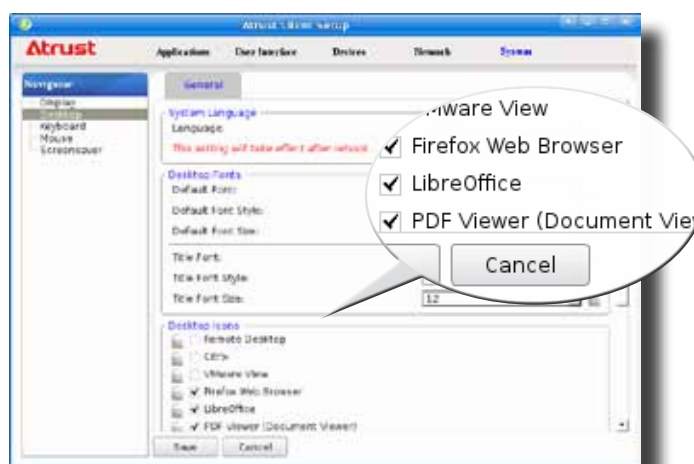 Atrust Client Setup
Atrust
Applications User Interface Devices Network System
Navigator
Display
Desktop
Keyboard
Mouse
Screensaver
General
System Language
Language:
This setting will take effect after reboot.
Desktop Fonts
Default Font:
Default Font Style:
Default Font Size:
Title Font:
Title Font Style:
Title Font Size:
12
Desktop Icons
Remote Desktop
Citrix
VMware View
Firefox Web Browser
LibreOffice
PDF Viewer (Document Viewer)
Save Cancel
Mware View
Firefox Web Browser
LibreOffice
PDF Viewer (Document Vie
Cancel